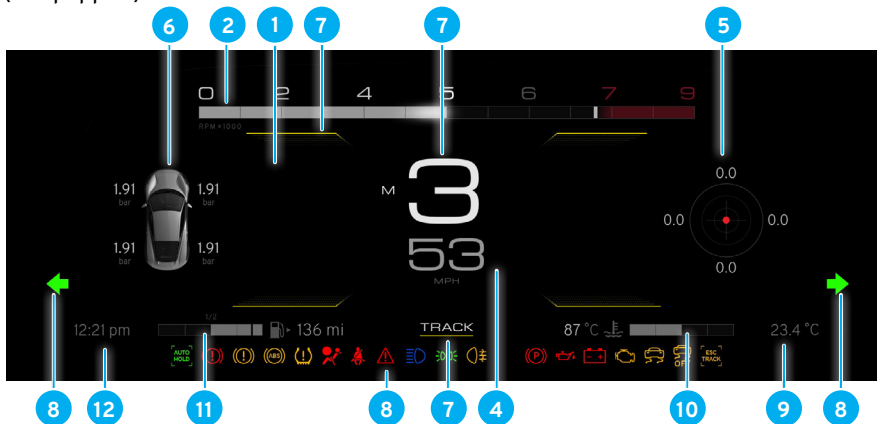 6 2 1 7 7 5
0 2 4 5 6 7 9
RPM×1000
0.0
1.91 bar 1.91 bar
M 3
0.0 0.0
53
MPH
1.91 bar 1.91 bar
0.0
1/2
12:21 pm 136 mi TRACK 87 °C 23.4 °C
AUTO HOLD ABS P OFF ESC TRACK
8 12 11 8 7 4 10 9 8